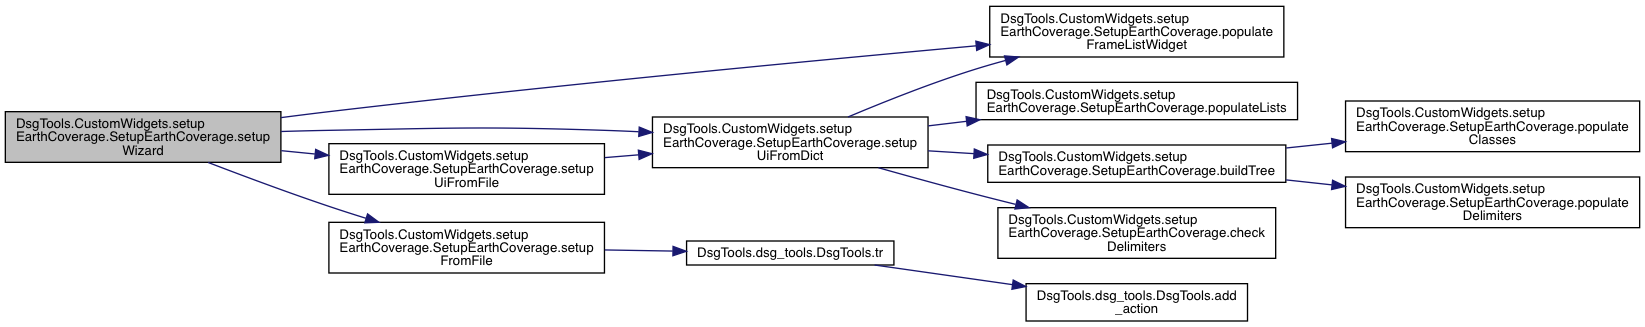 DsgTools.CustomWidgets.setup
EarthCoverage.SetupEarthCoverage.setup
Wizard
DsgTools.CustomWidgets.setup
EarthCoverage.SetupEarthCoverage.setup
UiFromFile
DsgTools.CustomWidgets.setup
EarthCoverage.SetupEarthCoverage.setup
FromFile
DsgTools.CustomWidgets.setup
EarthCoverage.SetupEarthCoverage.setup
UiFromDict
DsgTools.dsg_tools.DsgTools.tr
DsgTools.CustomWidgets.setup
EarthCoverage.SetupEarthCoverage.populate
FrameListWidget
DsgTools.CustomWidgets.setup
EarthCoverage.SetupEarthCoverage.populateLists
DsgTools.CustomWidgets.setup
EarthCoverage.SetupEarthCoverage.buildTree
DsgTools.CustomWidgets.setup
EarthCoverage.SetupEarthCoverage.check
Delimiters
DsgTools.dsg_tools.DsgTools.add
_action
DsgTools.CustomWidgets.setup
EarthCoverage.SetupEarthCoverage.populate
Classes
DsgTools.CustomWidgets.setup
EarthCoverage.SetupEarthCoverage.populate
Delimiters